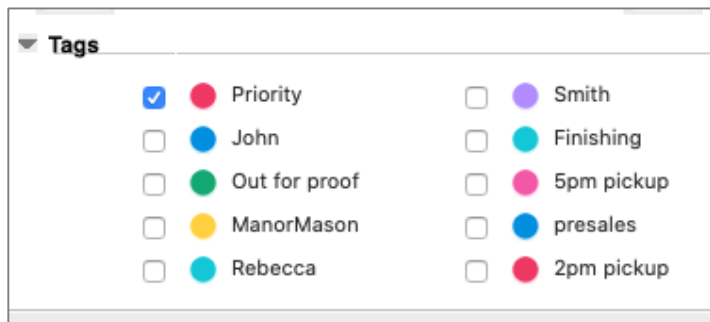 Tags
Priority
Smith
John
Finishing
Out for proof
5pm pickup
ManorMason
presales
Rebecca
2pm pickup